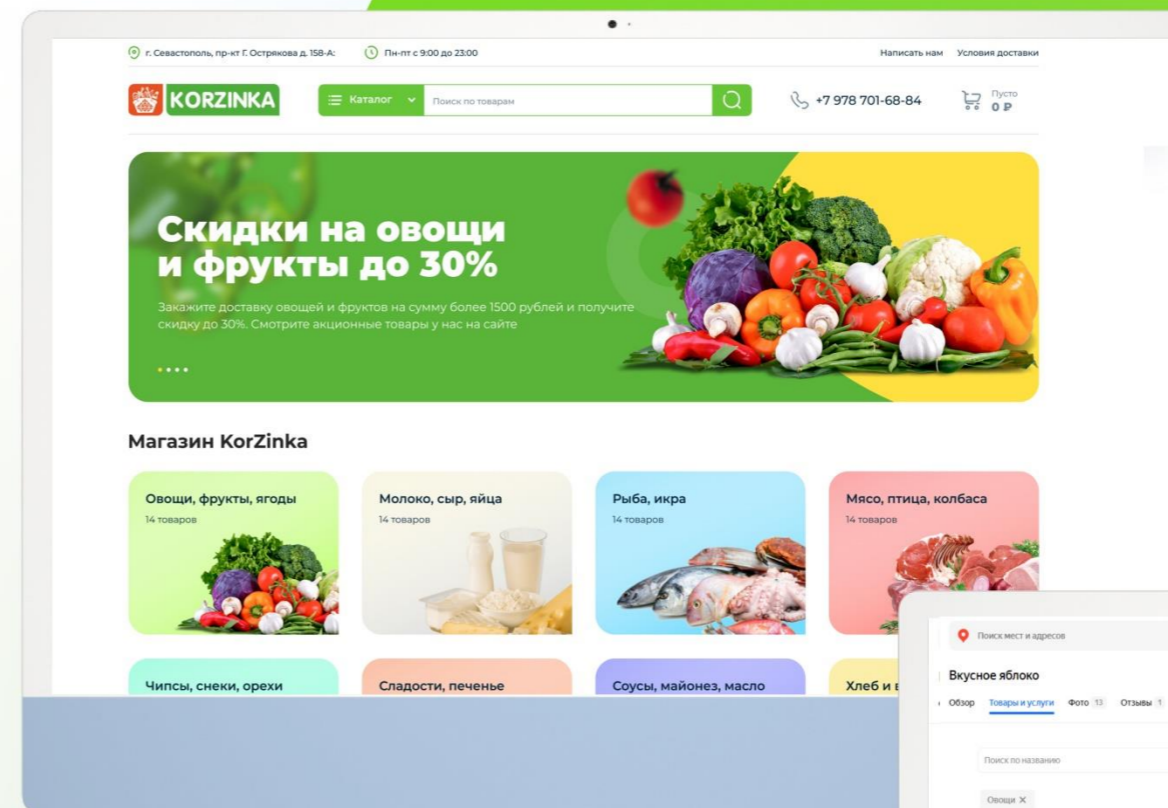 г. Севастополь, пр-кт Г. Острякова д. 158-А:
Пн-пт с 9:00 до 23:00
Написать нам
Условия доставки
KORZINKA
Каталог
Поиск по товарам
+7 978 701-68-84
Пусто
0 ₽
Скидки на овощи
и фрукты до 30%
Закажите доставку овощей и фруктов на сумму более 1500 рублей и получите
скидку до 30%. Смотрите акционные товары у нас на сайте
Магазин KorZinka
Овощи, фрукты, ягоды
14 товаров
Молоко, сыр, яйца
14 товаров
Рыба, икра
14 товаров
Мясо, птица, колбаса
14 товаров
Чипсы, снеки, орехи
Сладости, печенье
Соусы, майонез, масло
Хлеб и
Поиск мест и адресов
Вкусное яблоко
Обзор
Товары и услуги
Фото 13
Отзывы 1
Поиск по названию
Овощи X